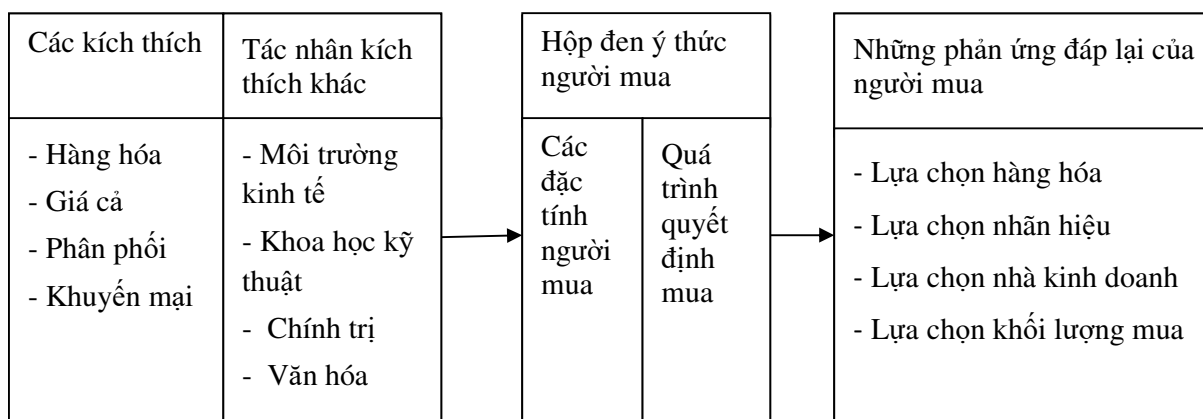 Các kích thích
Tác nhân kích
thích khác
- Hàng hóa
- Giá cả
- Phân phối
- Khuyến mại
- Môi trường
kinh tế
- Khoa học kỹ
thuật
- Chính trị
- Văn hóa
Hộp đen ý thức
người mua
Các
đặc
tính
người
mua
Quá
trình
quyết
định
mua
Những phản ứng đáp lại của
người mua
- Lựa chọn hàng hóa
- Lựa chọn nhãn hiệu
- Lựa chọn nhà kinh doanh
- Lựa chọn khối lượng mua